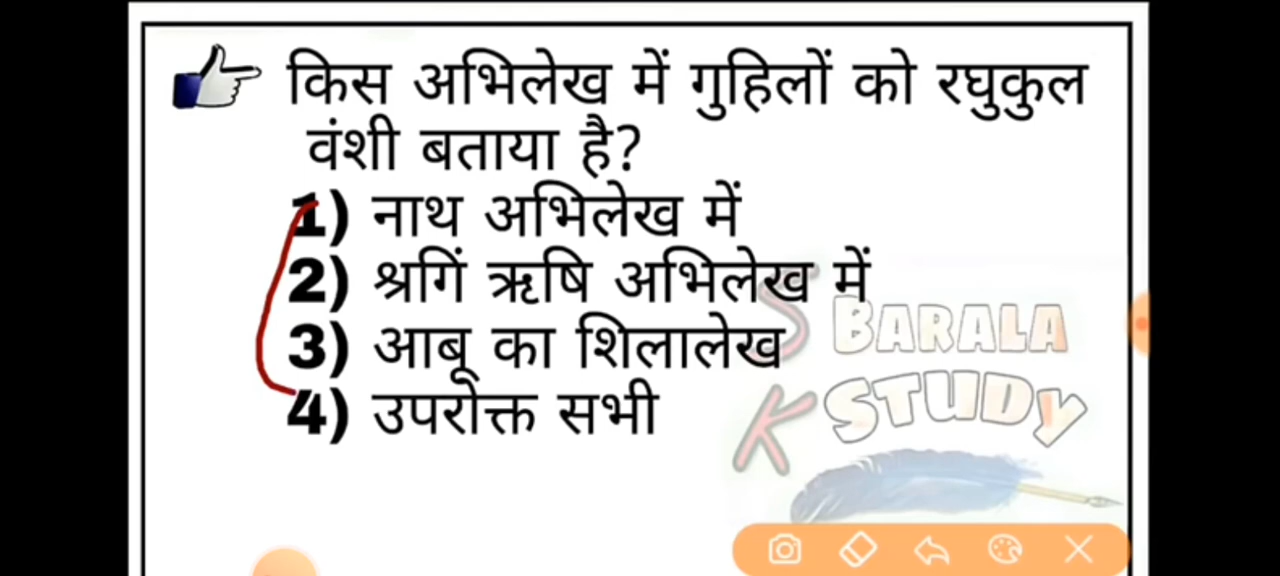 किस अभिलेख में गुहिलों को रघुकुल
वंशी बताया है?
1) नाथ अभिलेख में
2) श्रगिं ऋषि अभिलेख में
3) आबू का शिलालेख
4) उपरोक्त सभी
S BARALA
K STUDY